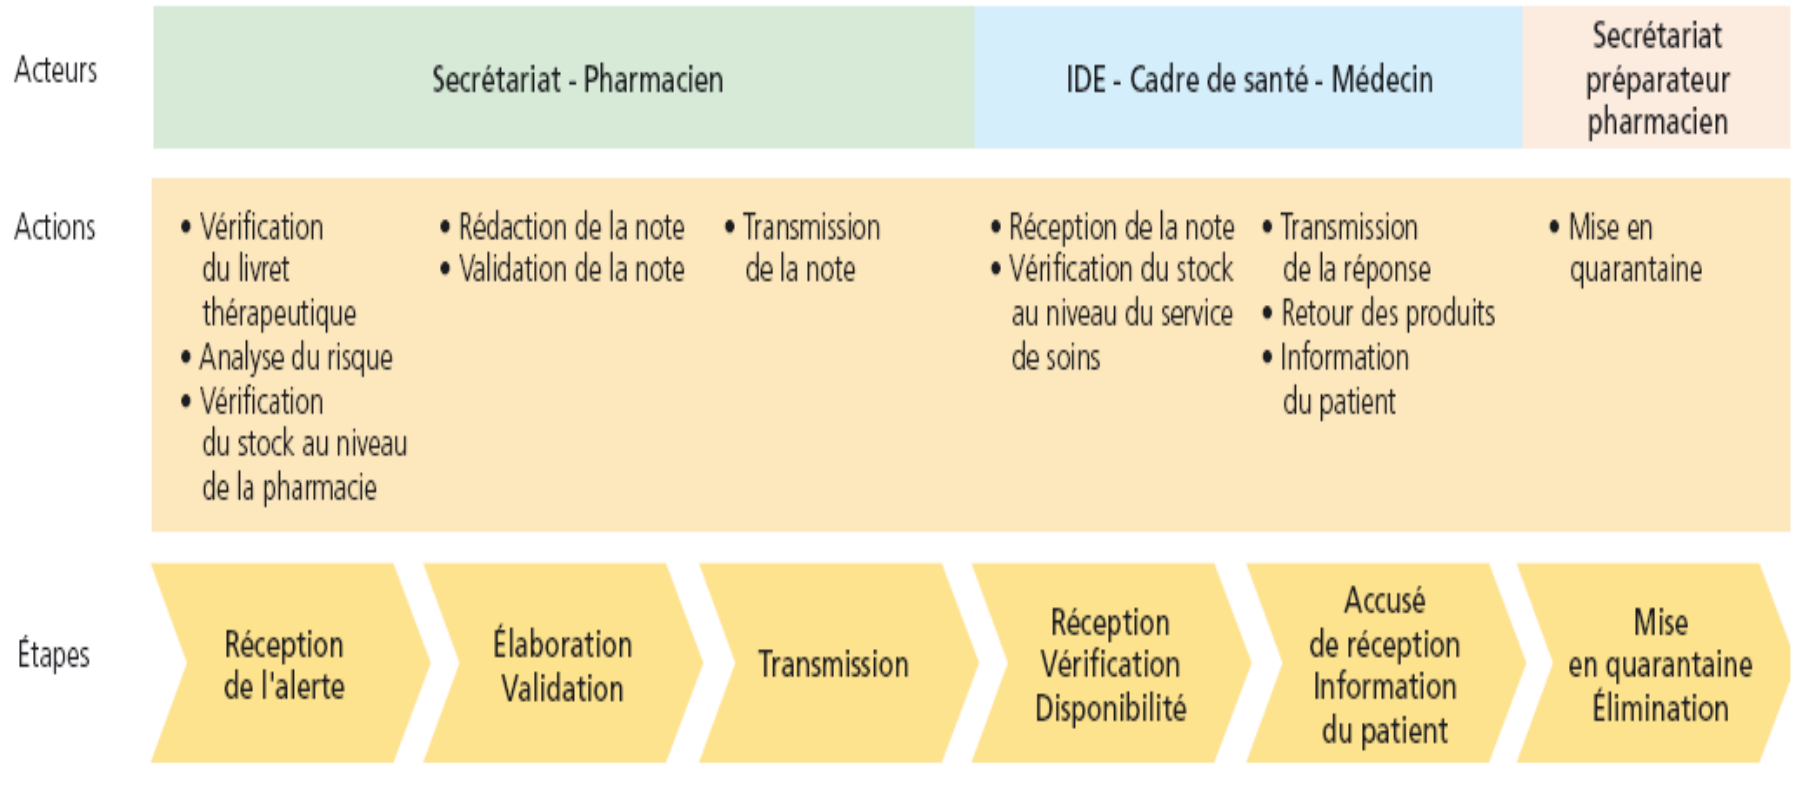 Acteurs
Secrétariat - Pharmacien
IDE - Cadre de santé - Médecin
Secrétariat
préparateur
pharmacien
Actions
• Vérification
du livret
thérapeutique
• Analyse du risque
• Vérification
du stock au niveau
de la pharmacie
• Rédaction de la note
• Validation de la note
• Transmission
de la note
• Réception de la note
• Vérification du stock
au niveau du service
de soins
• Transmission
de la réponse
• Retour des produits
• Information
du patient
• Mise en
quarantaine
Étapes
Réception
de l'alerte
Élaboration
Validation
Transmission
Réception
Vérification
Disponibilité
Accusé
de réception
Information
du patient
Mise
en quarantaine
Élimination